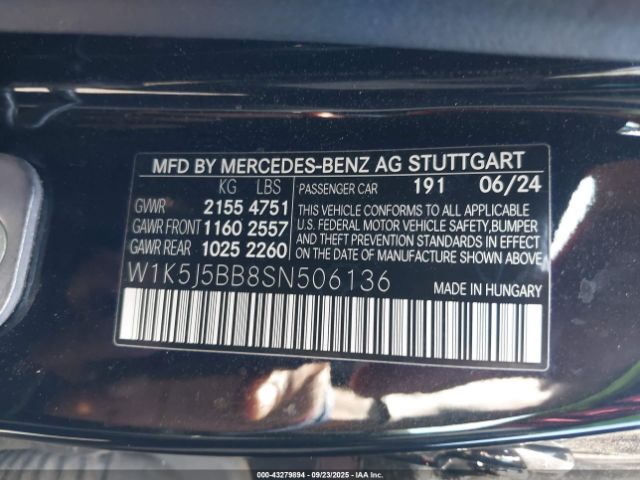 MFD BY MERCEDES-BENZ AG STUTTGART
KG LBS PASSENGER CAR 191 06/24
GVWR 2155 4751
GAWR FRONT 1160 2557
GAWR REAR 1025 2260
THIS VEHICLE CONFORMS TO ALL APPLICABLE
U.S. FEDERAL MOTOR VEHICLE SAFETY,BUMPER
AND THEFT PREVENTION STANDARDS IN EFFECT
ON THE DATE OF MANUFACTURE SHOWN ABOVE.
W1K5J5BB8SN506136
MADE IN HUNGARY
© IAA - 43279894 | 09/23/2025 - IAAI.COM